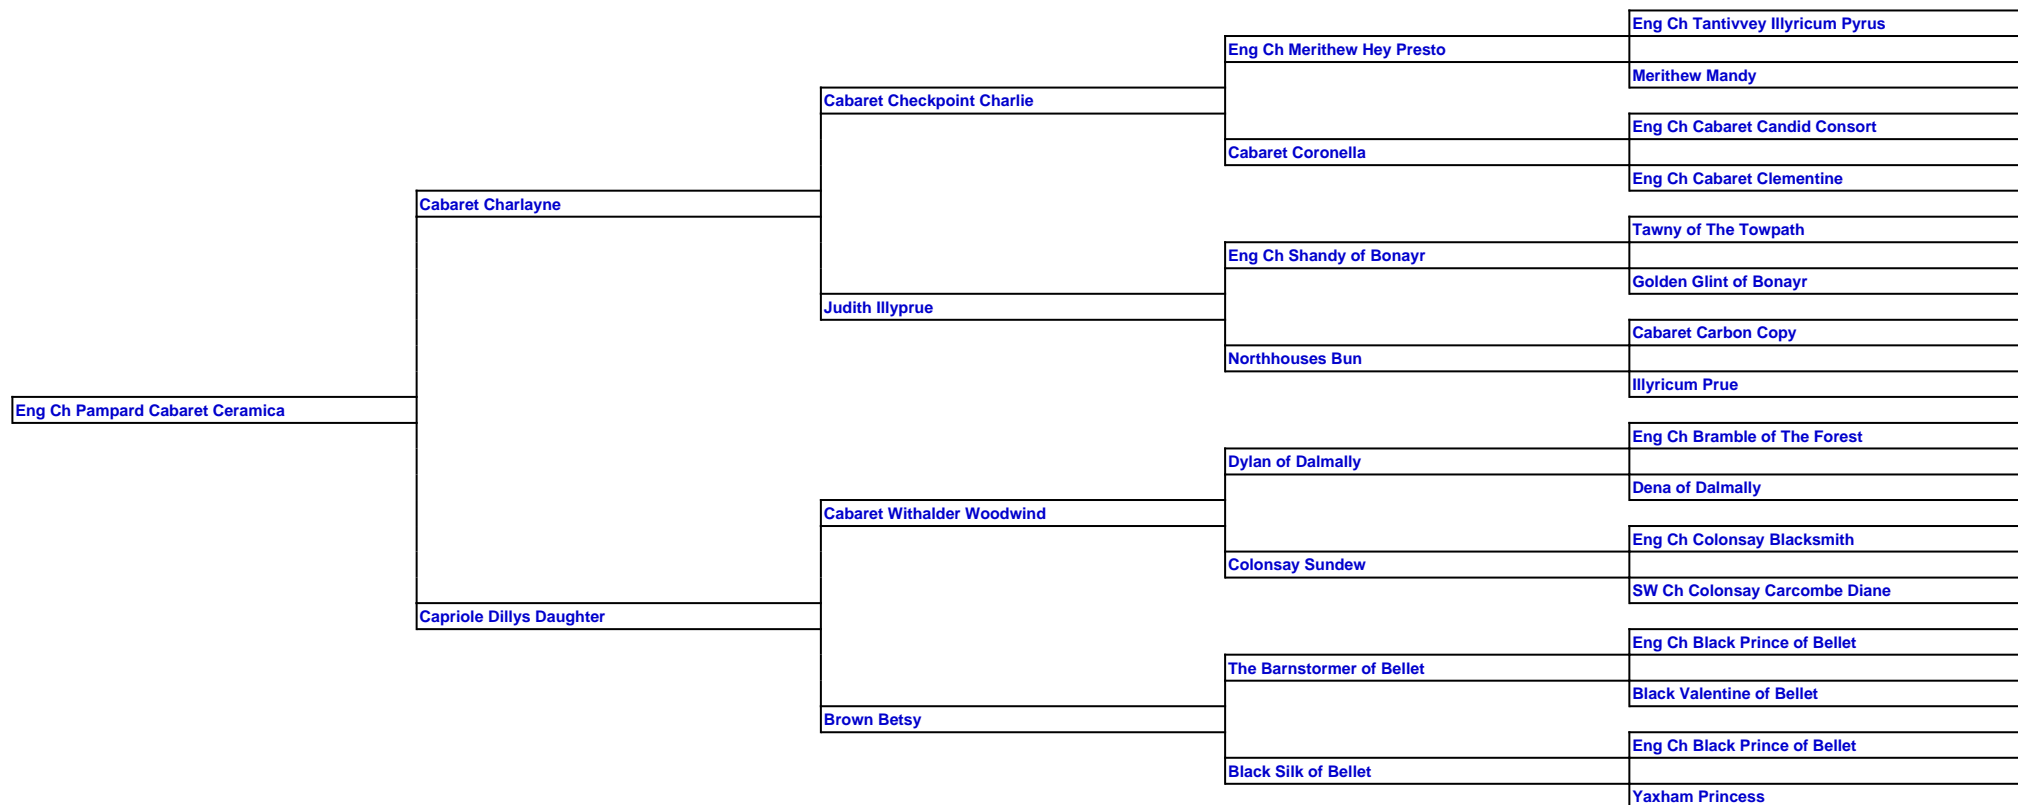 Eng Ch Tantivvey Illyricum Pyrus
Eng Ch Merithew Hey Presto
Merithew Mandy
Cabaret Checkpoint Charlie
Eng Ch Cabaret Candid Consort
Cabaret Coronella
Eng Ch Cabaret Clementine
Cabaret Charlayne
Tawny of The Towpath
Eng Ch Shandy of Bonayr
Golden Glint of Bonayr
Judith Illyprue
Cabaret Carbon Copy
Northhouses Bun
Illyricum Prue
Eng Ch Pampard Cabaret Ceramica
Eng Ch Bramble of The Forest
Dylan of Dalmally
Dena of Dalmally
Cabaret Withalder Woodwind
Eng Ch Colonsay Blacksmith
Colonsay Sundew
SW Ch Colonsay Carcombe Diane
Capriole Dillys Daughter
Eng Ch Black Prince of Bellet
The Barnstormer of Bellet
Black Valentine of Bellet
Brown Betsy
Eng Ch Black Prince of Bellet
Black Silk of Bellet
Yaxham Princess